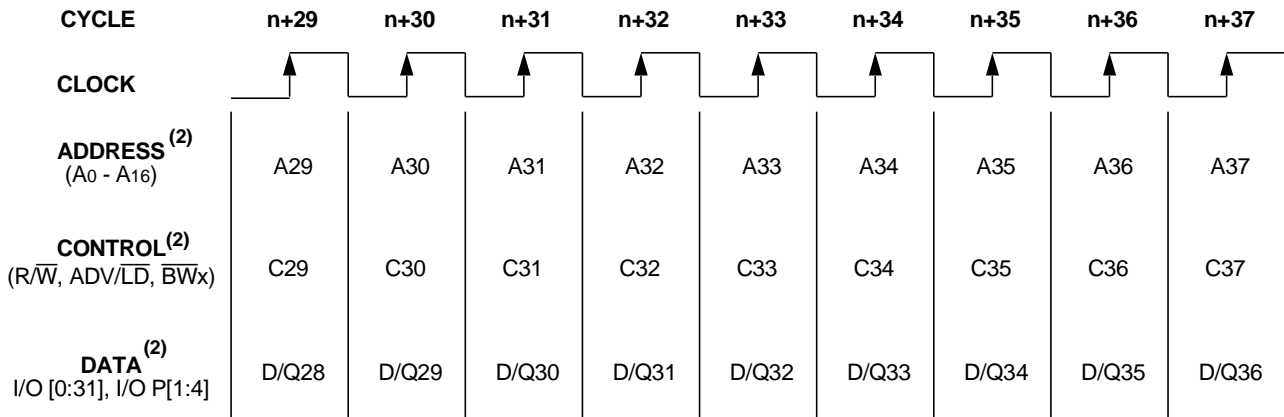 CYCLE n+29 n+30 n+31 n+32 n+33 n+34 n+35 n+36 n+37
CLOCK
ADDRESS (2)
(A0 - A16) A29 A30 A31 A32 A33 A34 A35 A36 A37
CONTROL (2)
(R/W̅, ADV/L̅D̅, B̅W̅x) C29 C30 C31 C32 C33 C34 C35 C36 C37
DATA (2)
I/O [0:31], I/O P[1:4] D/Q28 D/Q29 D/Q30 D/Q31 D/Q32 D/Q33 D/Q34 D/Q35 D/Q36